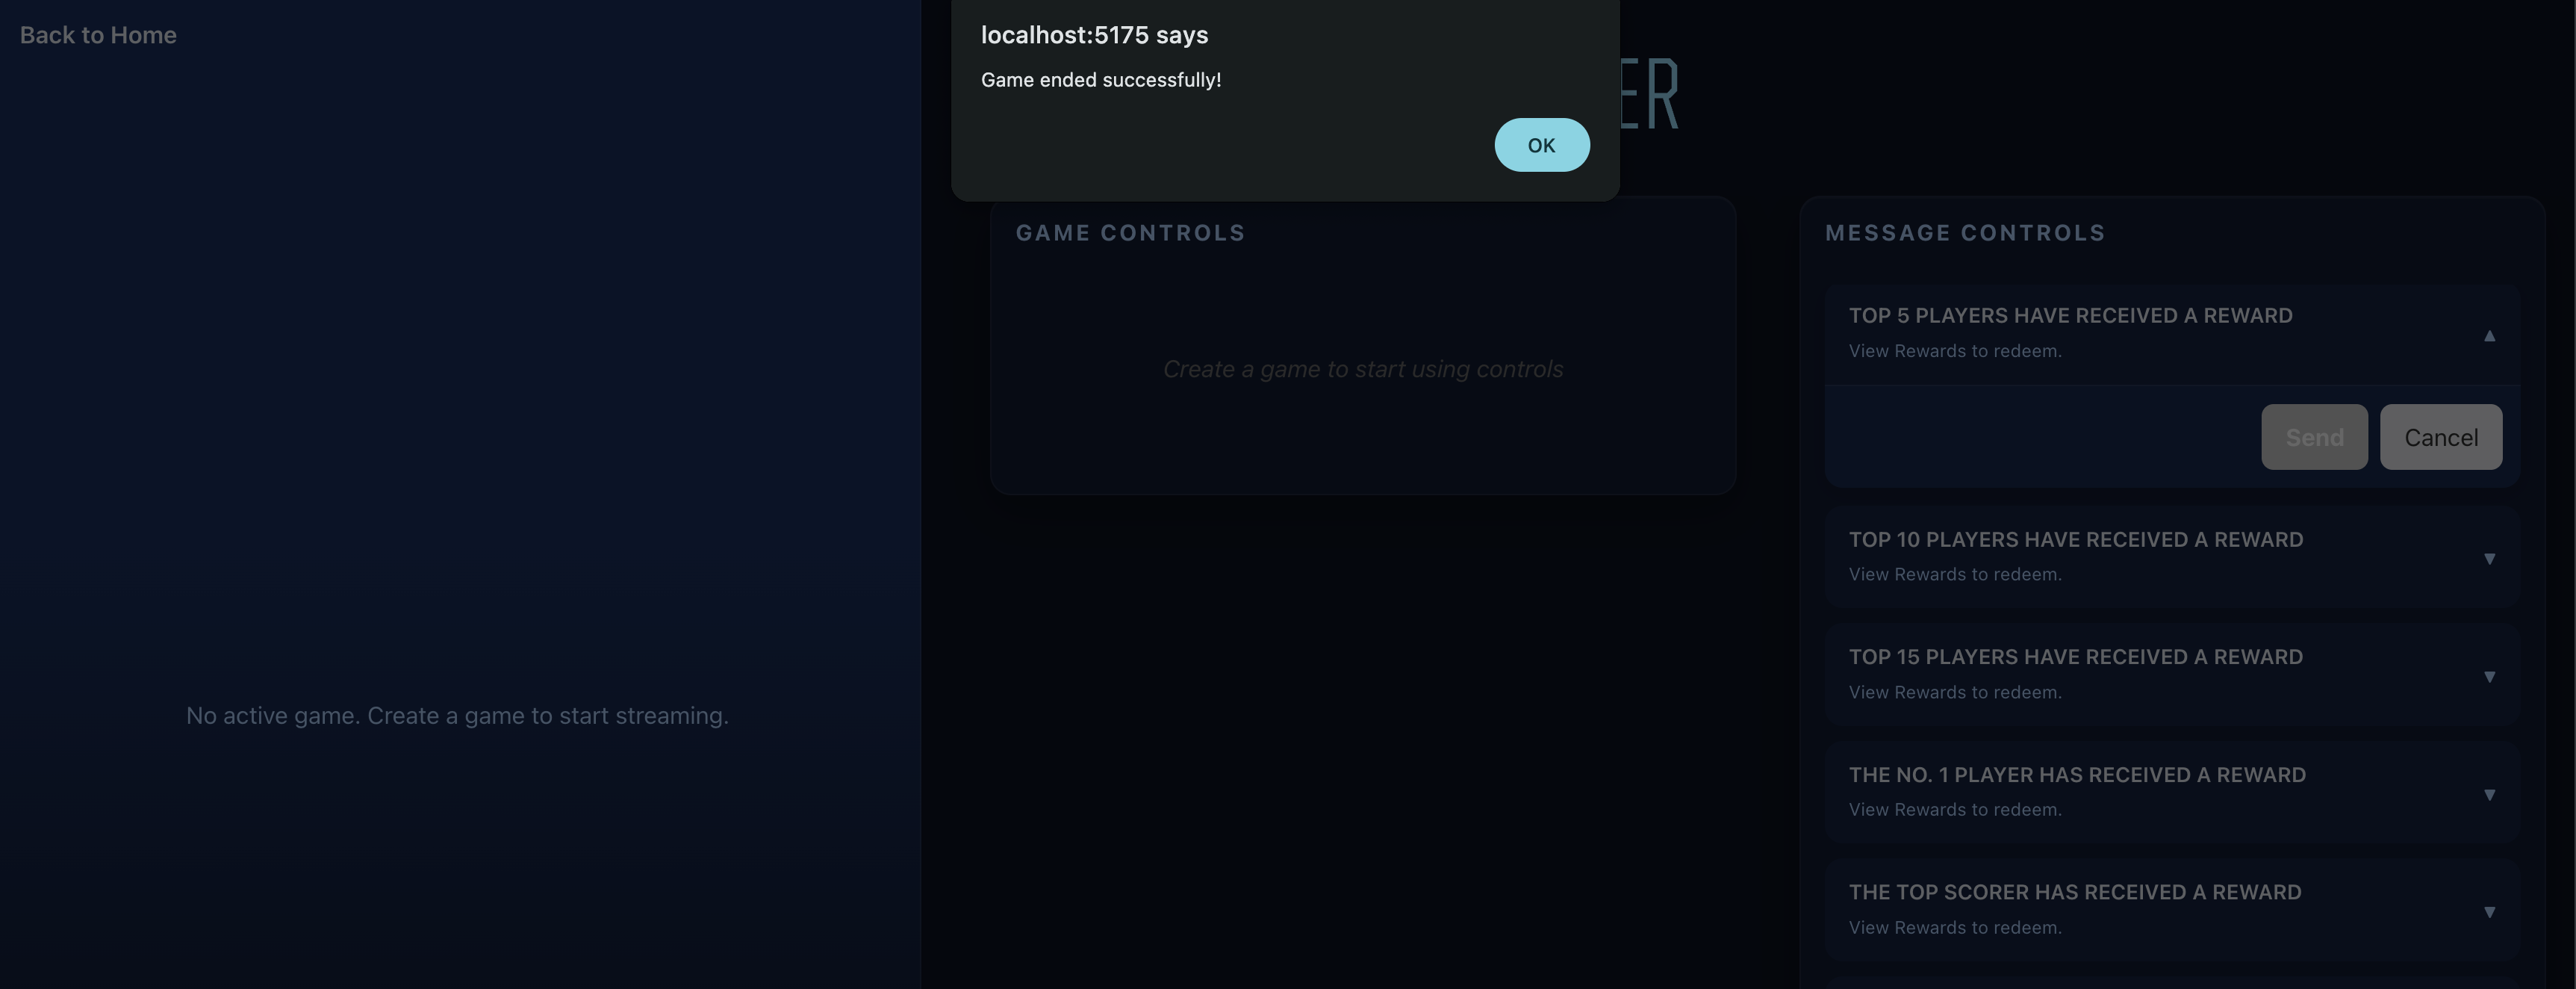 Back to Home
localhost:5175 says
Game ended successfully!
OK
ER
GAME CONTROLS
Create a game to start using controls
No active game. Create a game to start streaming.
MESSAGE CONTROLS
TOP 5 PLAYERS HAVE RECEIVED A REWARD
▲
View Rewards to redeem.
Send
Cancel
TOP 10 PLAYERS HAVE RECEIVED A REWARD
▼
View Rewards to redeem.
TOP 15 PLAYERS HAVE RECEIVED A REWARD
▼
View Rewards to redeem.
THE NO. 1 PLAYER HAS RECEIVED A REWARD
▼
View Rewards to redeem.
THE TOP SCORER HAS RECEIVED A REWARD
▼
View Rewards to redeem.